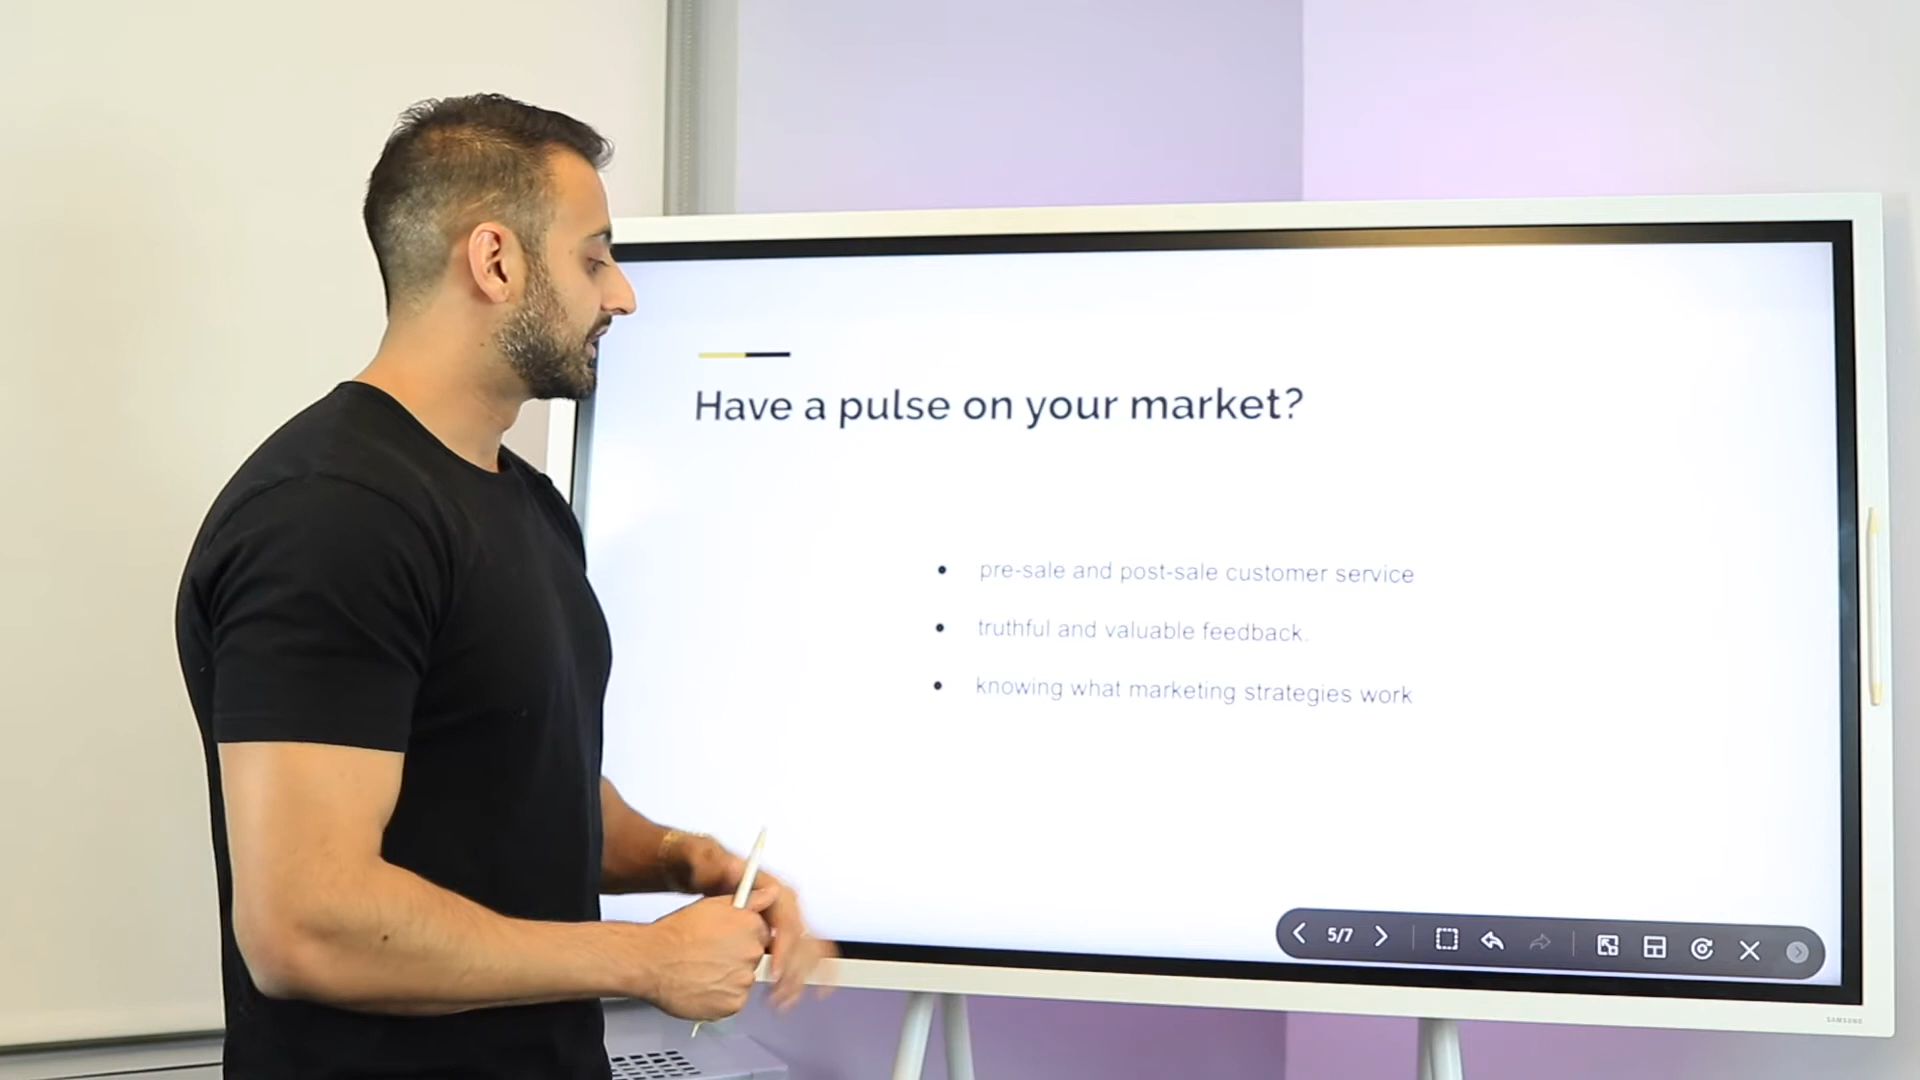 Have a pulse on your market?
pre-sale and post-sale customer service
truthful and valuable feedback.
knowing what marketing strategies work
5/7
SAMSUNG